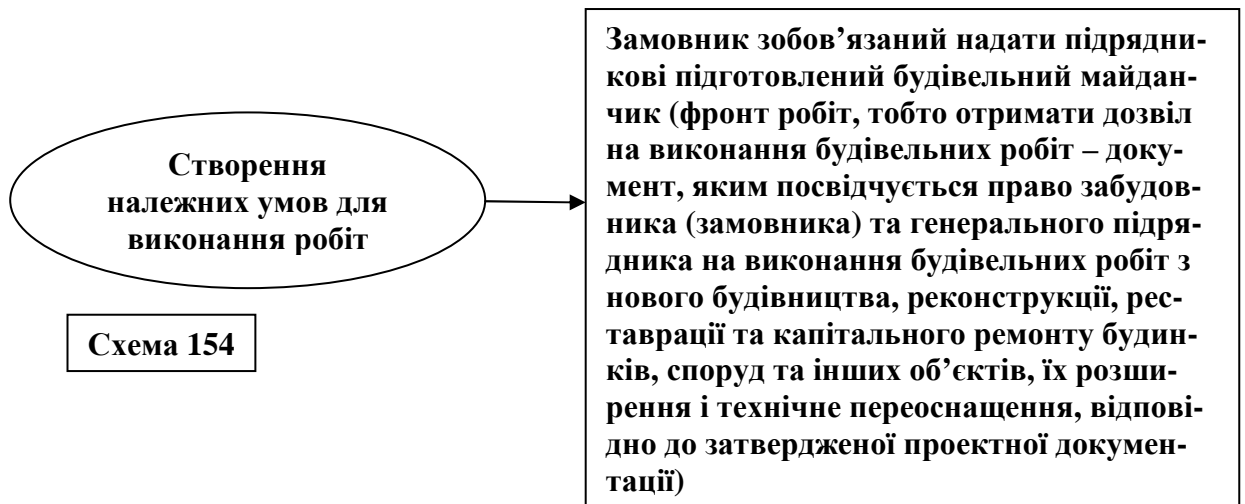 Створення
належних умов для
виконання робіт
Схема 154
Замовник зобов’язаний надати підрядни-
кові підготовлений будівельний майдан-
чик (фронт робіт, тобто отримати дозвіл
на виконання будівельних робіт – доку-
мент, яким посвідчується право забудов-
ника (замовника) та генерального підря-
дника на виконання будівельних робіт з
нового будівництва, реконструкції, рес-
таврації та капітального ремонту будин-
ків, споруд та інших об’єктів, їх розши-
рення і технічне переоснащення, відпові-
дно до затвердженої проектної докумен-
тації)